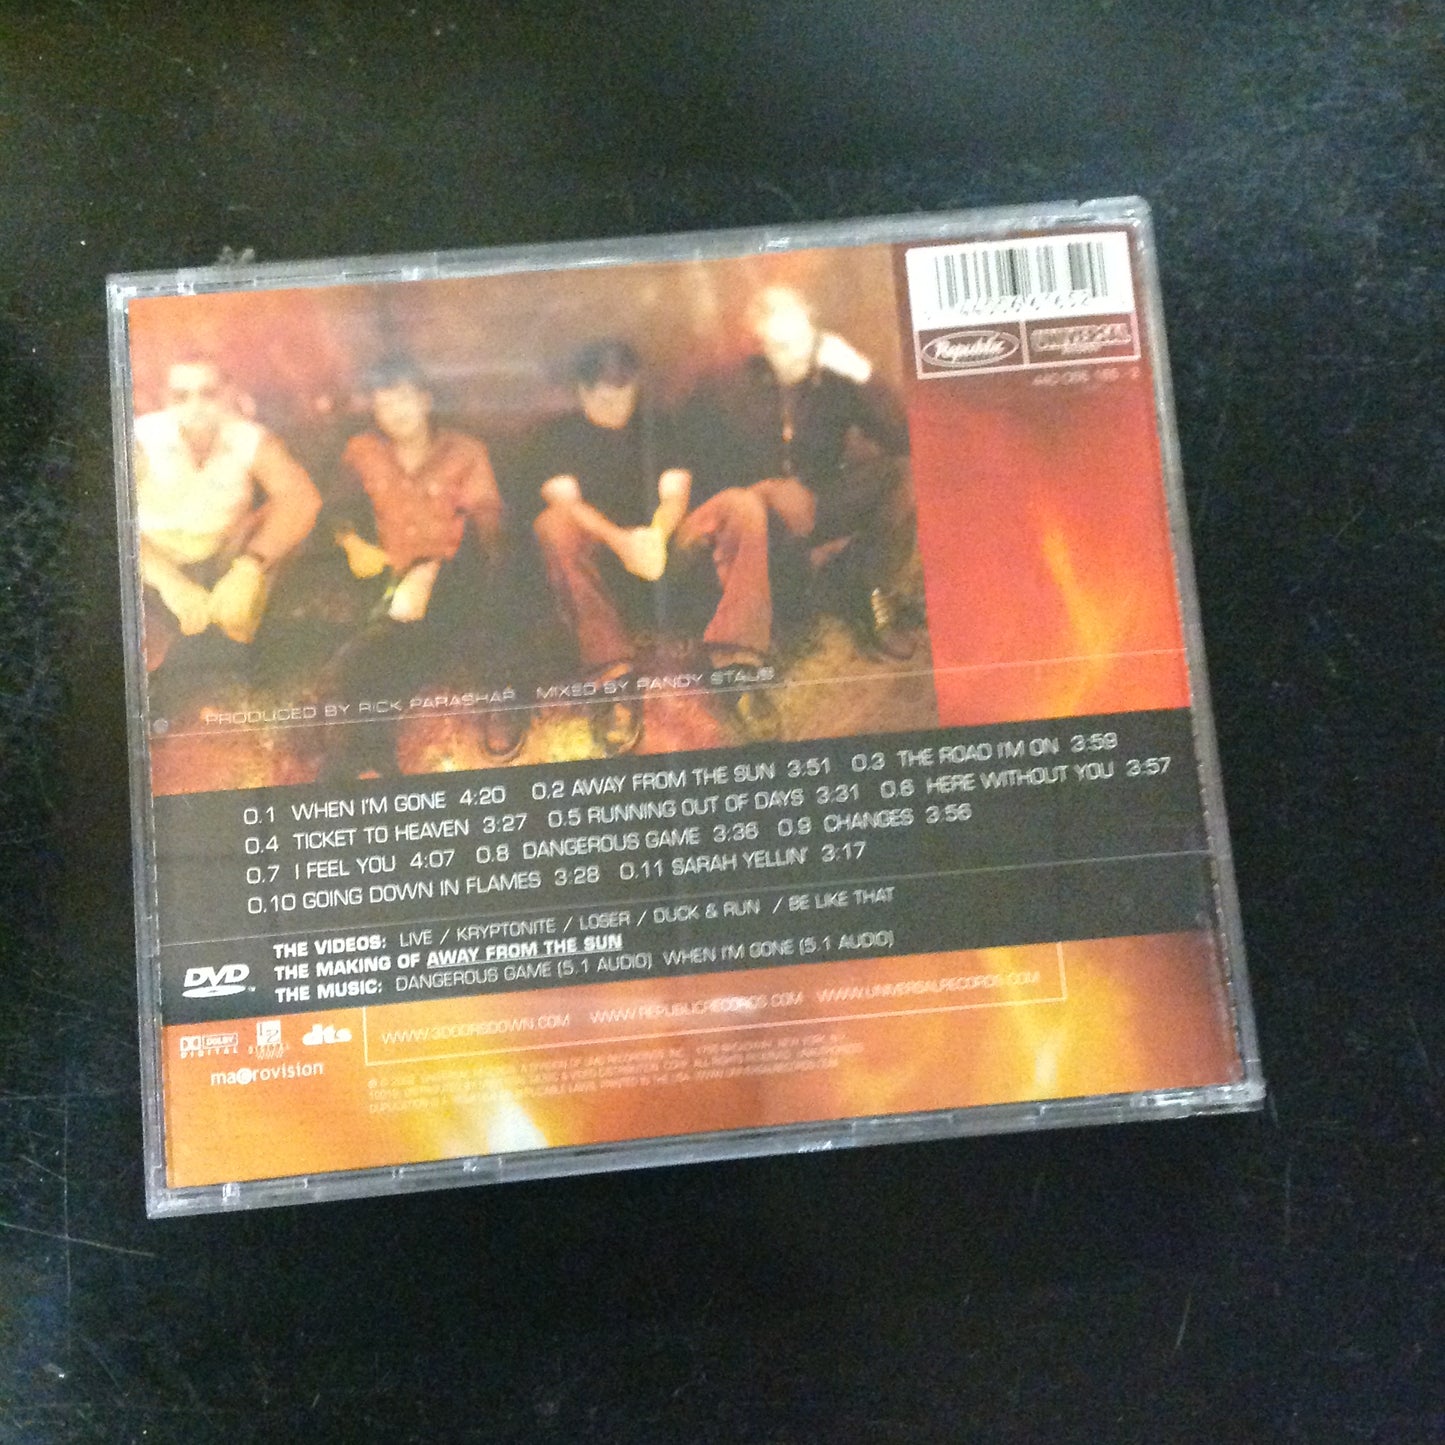 Republic
UNIVERSAL
PRODUCED BY RICK PARASHAR MIXED BY RANDY STAUB
0.1 WHEN I'M GONE 4:20 0.2 AWAY FROM THE SUN 3:51 0.3 THE ROAD I'M ON 3:59
0.4 TICKET TO HEAVEN 3:27 0.5 RUNNING OUT OF DAYS 3:31 0.6 HERE WITHOUT YOU 3:57
0.7 I FEEL YOU 4:07 0.8 DANGEROUS GAME 3:36 0.9 CHANGES 3:56
0.10 GOING DOWN IN FLAMES 3:28 0.11 SARAH YELLIN' 3:17
THE VIDEOS: LIVE / KRYPTONITE / LOSER / DUCK & RUN / BE LIKE THAT
THE MAKING OF AWAY FROM THE SUN
THE MUSIC: DANGEROUS GAME (5.1 AUDIO) WHEN I'M GONE (5.1 AUDIO)
DVD
WWW.3DOORSDOWN.COM WWW.REPUBLICRECORDS.COM WWW.UNIVERSALRECORDS.COM
DOLBY
DIGITAL
dts
macrovision